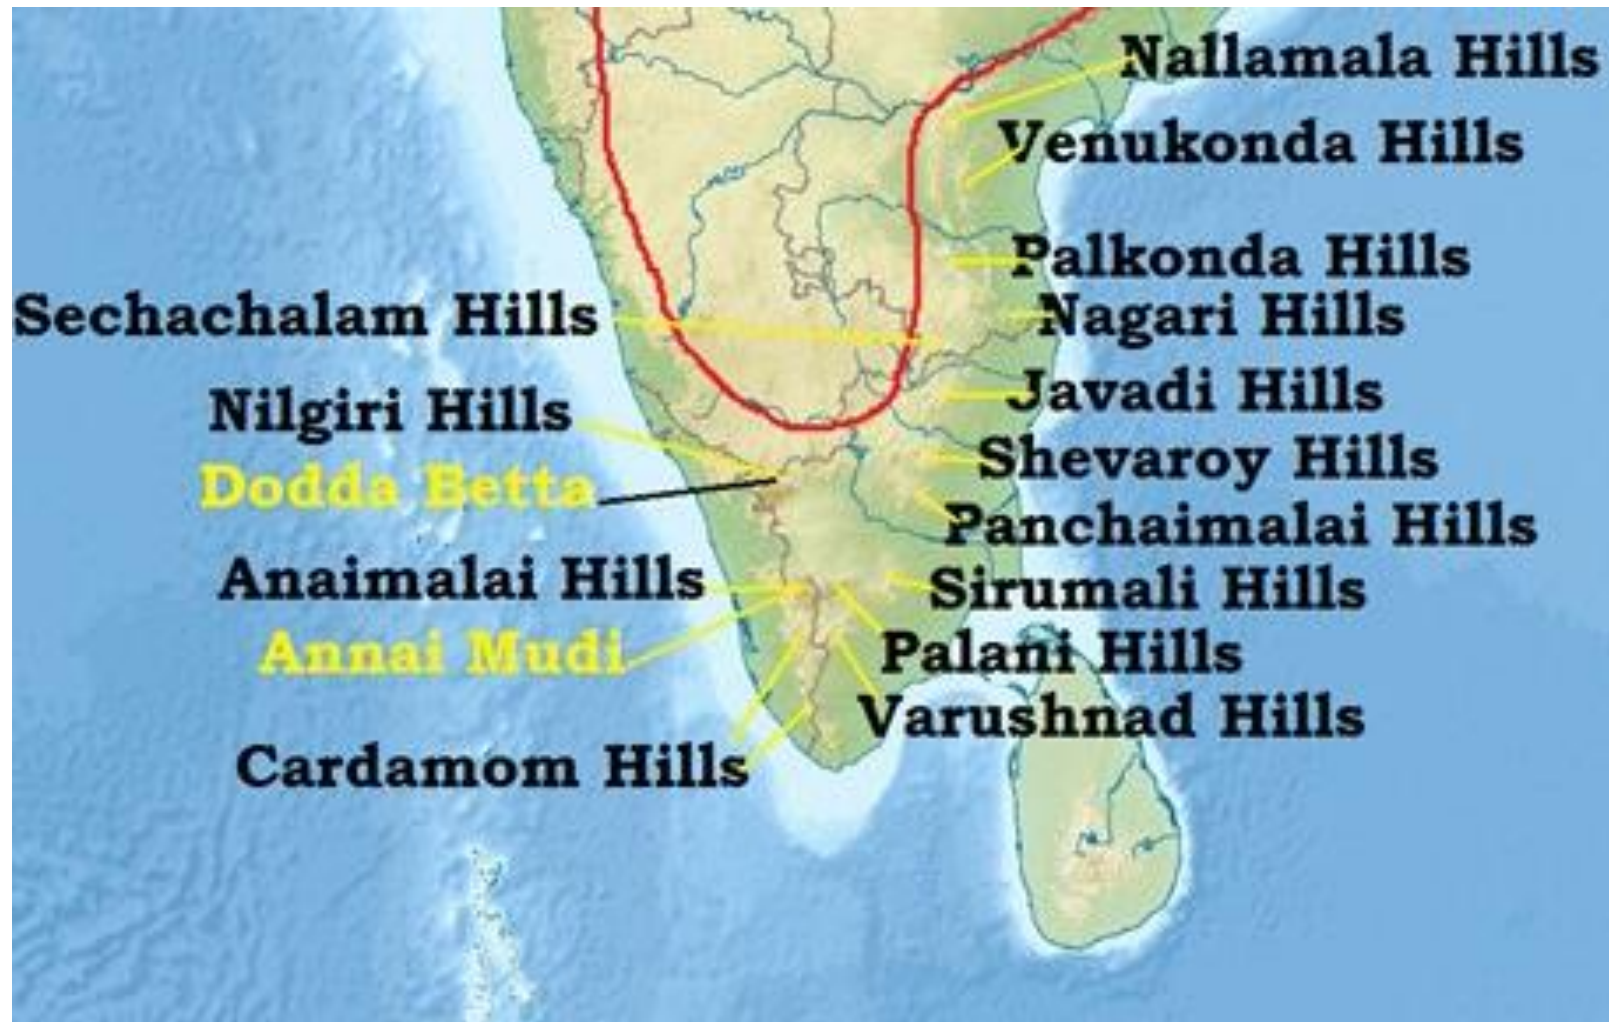 Nallamala Hills
Venukonda Hills
Palkonda Hills
Sechachalam Hills
Nagari Hills
Javadi Hills
Nilgiri Hills
Shevaroy Hills
Dodda Betta
Panchaimalai Hills
Anaimalai Hills
Sirumali Hills
Annai Mudi
Palani Hills
Varushnad Hills
Cardamom Hills